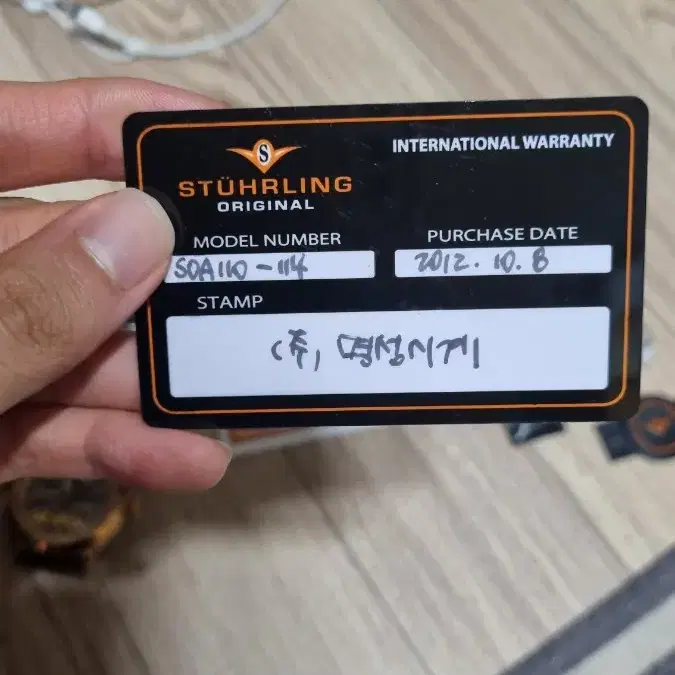 INTERNATIONAL WARRANTY
S
STÜHRLING
ORIGINAL
MODEL NUMBER
PURCHASE DATE
SOA110-114
2012.10.8
STAMP
(주) 명성시계